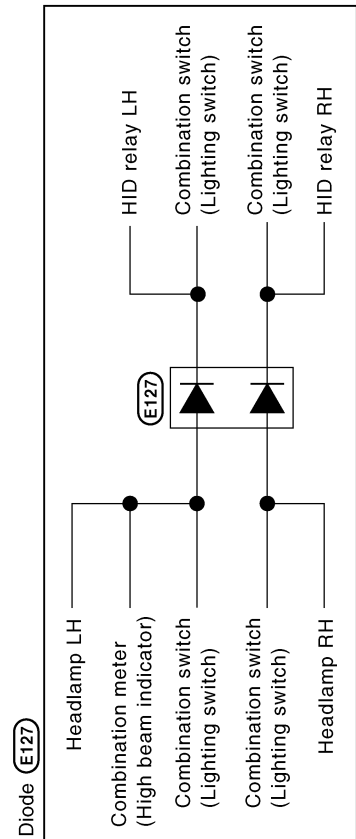 Diode E127
Headlamp LH
Combination meter
(High beam indicator)
Combination switch
(Lighting switch)
Combination switch
(Lighting switch)
Headlamp RH
E127
HID relay LH
Combination switch
(Lighting switch)
Combination switch
(Lighting switch)
HID relay RH